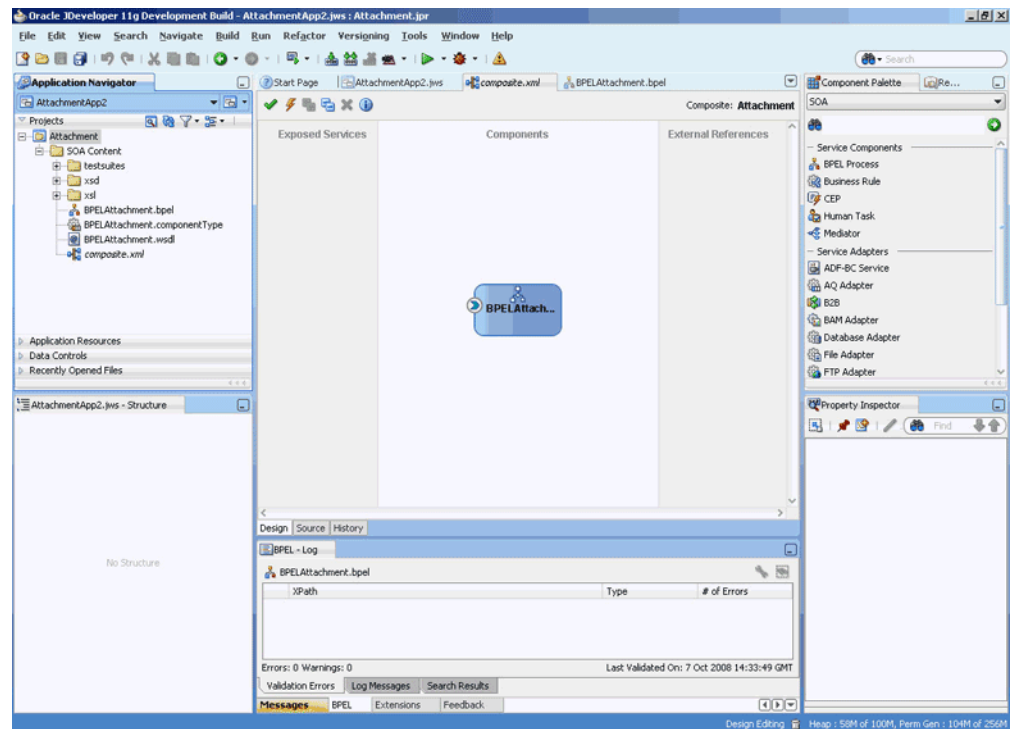 Oracle JDeveloper 11g Development Build - AttachmentApp2.jws : Attachment.jpr
File Edit View Search Navigate Build Run Refactor Versioning Tools Window Help
Search
Application Navigator
AttachmentApp2
Projects
Attachment
SOA Content
testsuites
xsd
xsl
BPELAttachment.bpel
BPELAttachment.componentType
BPELAttachment.wsdl
composite.xml
Application Resources
Data Controls
Recently Opened Files
AttachmentApp2.jws - Structure
No Structure
Start Page AttachmentApp2.jws composite.xml BPELAttachment.bpel
Composite: Attachment
Exposed Services Components External References
BPELAttach...
Design Source History
BPEL - Log
BPELAttachment.bpel
XPath Type # of Errors
Errors: 0 Warnings: 0 Last Validated On: 7 Oct 2008 14:33:49 GMT
Validation Errors Log Messages Search Results
Messages BPEL Extensions Feedback
Component Palette Re...
SOA
Service Components
BPEL Process
Business Rule
CEP
Human Task
Mediator
Service Adapters
ADF-BC Service
AQ Adapter
B2B
BAM Adapter
Database Adapter
File Adapter
FTP Adapter
Property Inspector
Find
Design Editing Heap : 58M of 100M, Perm Gen : 104M of 256M